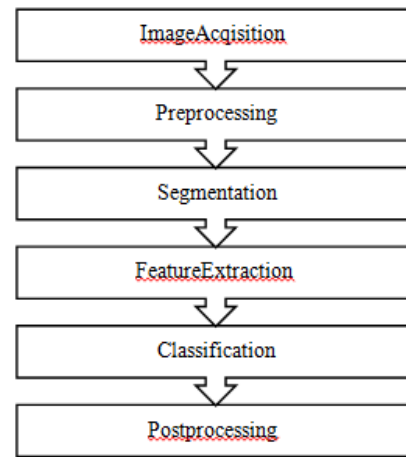 ImageAcqisition
Preprocessing
Segmentation
FeatureExtraction
Classification
Postprocessing